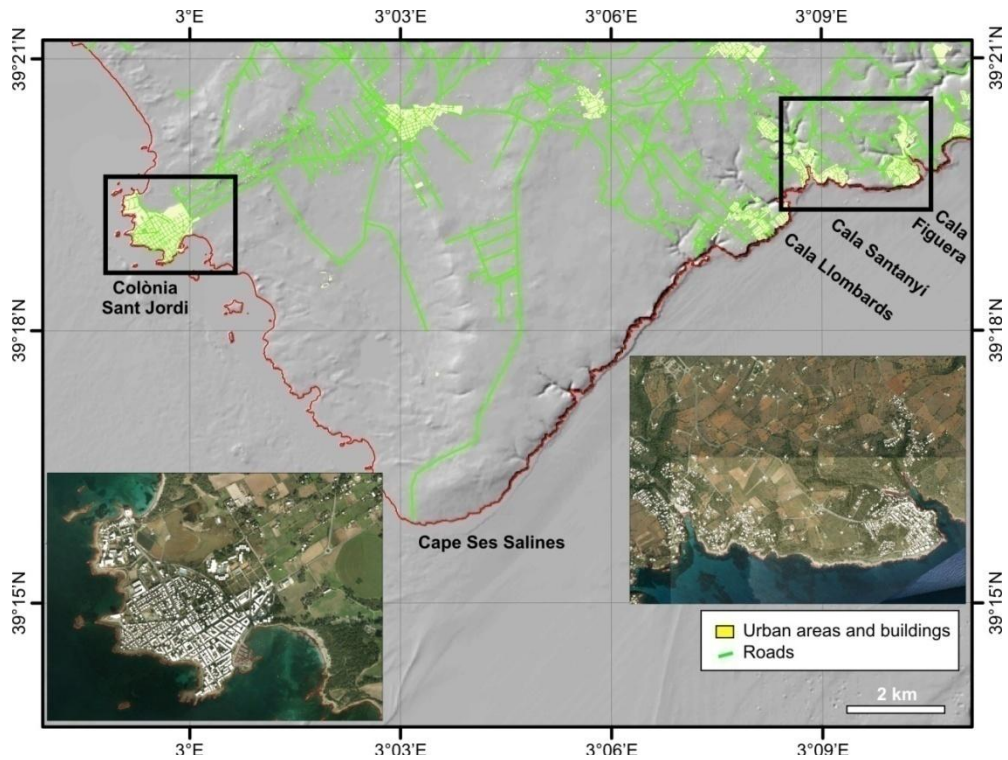 3°E
3°03'E
3°06'E
3°09'E
39°21'N
39°21'N
Colònia
Sant Jordi
Cala
Figuera
Cala Santanyi
Cala Llombards
39°18'N
39°18'N
Cape Ses Salines
39°15'N
39°15'N
Urban areas and buildings
Roads
2 km
3°E
3°03'E
3°06'E
3°09'E